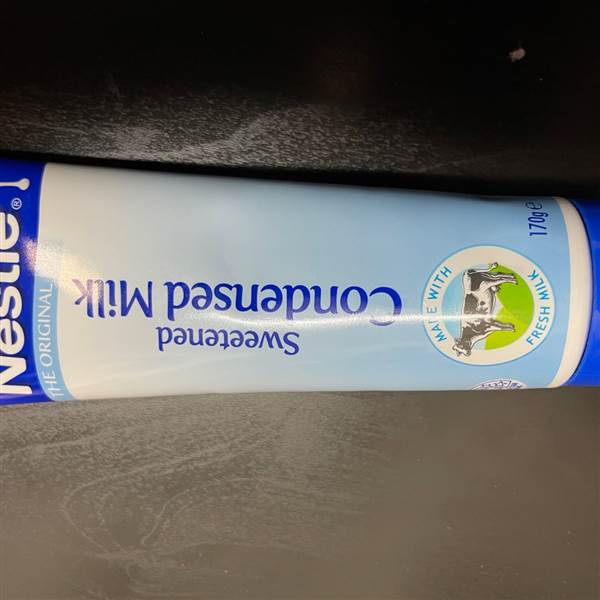 Nestlé®
THE ORIGINAL
Sweetened
Condensed Milk
MADE WITH
FRESH MILK
170g e